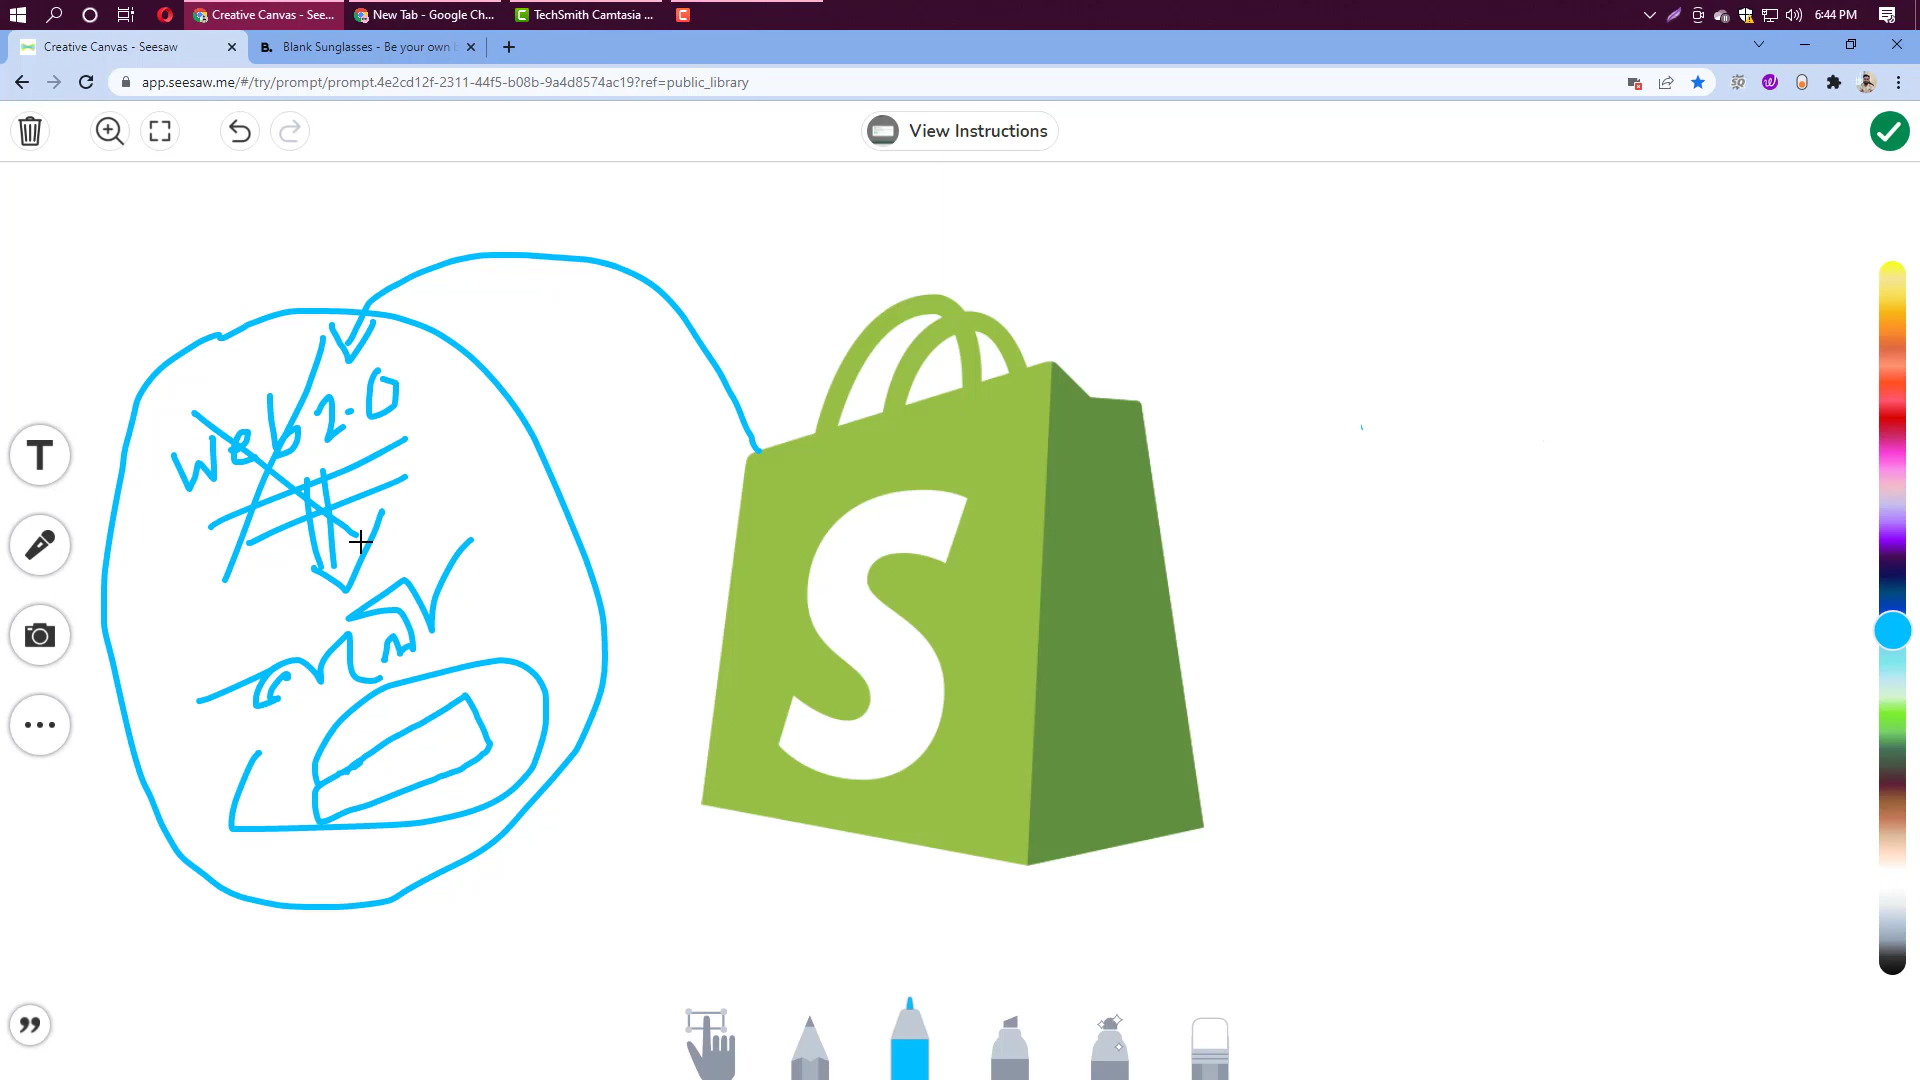 Creative Canvas - See...
New Tab - Google Ch...
TechSmith Camtasia ...
6:44 PM
Creative Canvas - Seesaw
B. Blank Sunglasses - Be your own
app.seesaw.me/#/try/prompt/prompt.4e2cd12f-2311-44f5-b08b-9a4d8574ac19?ref=public_library
View Instructions
web 2.0
S
T